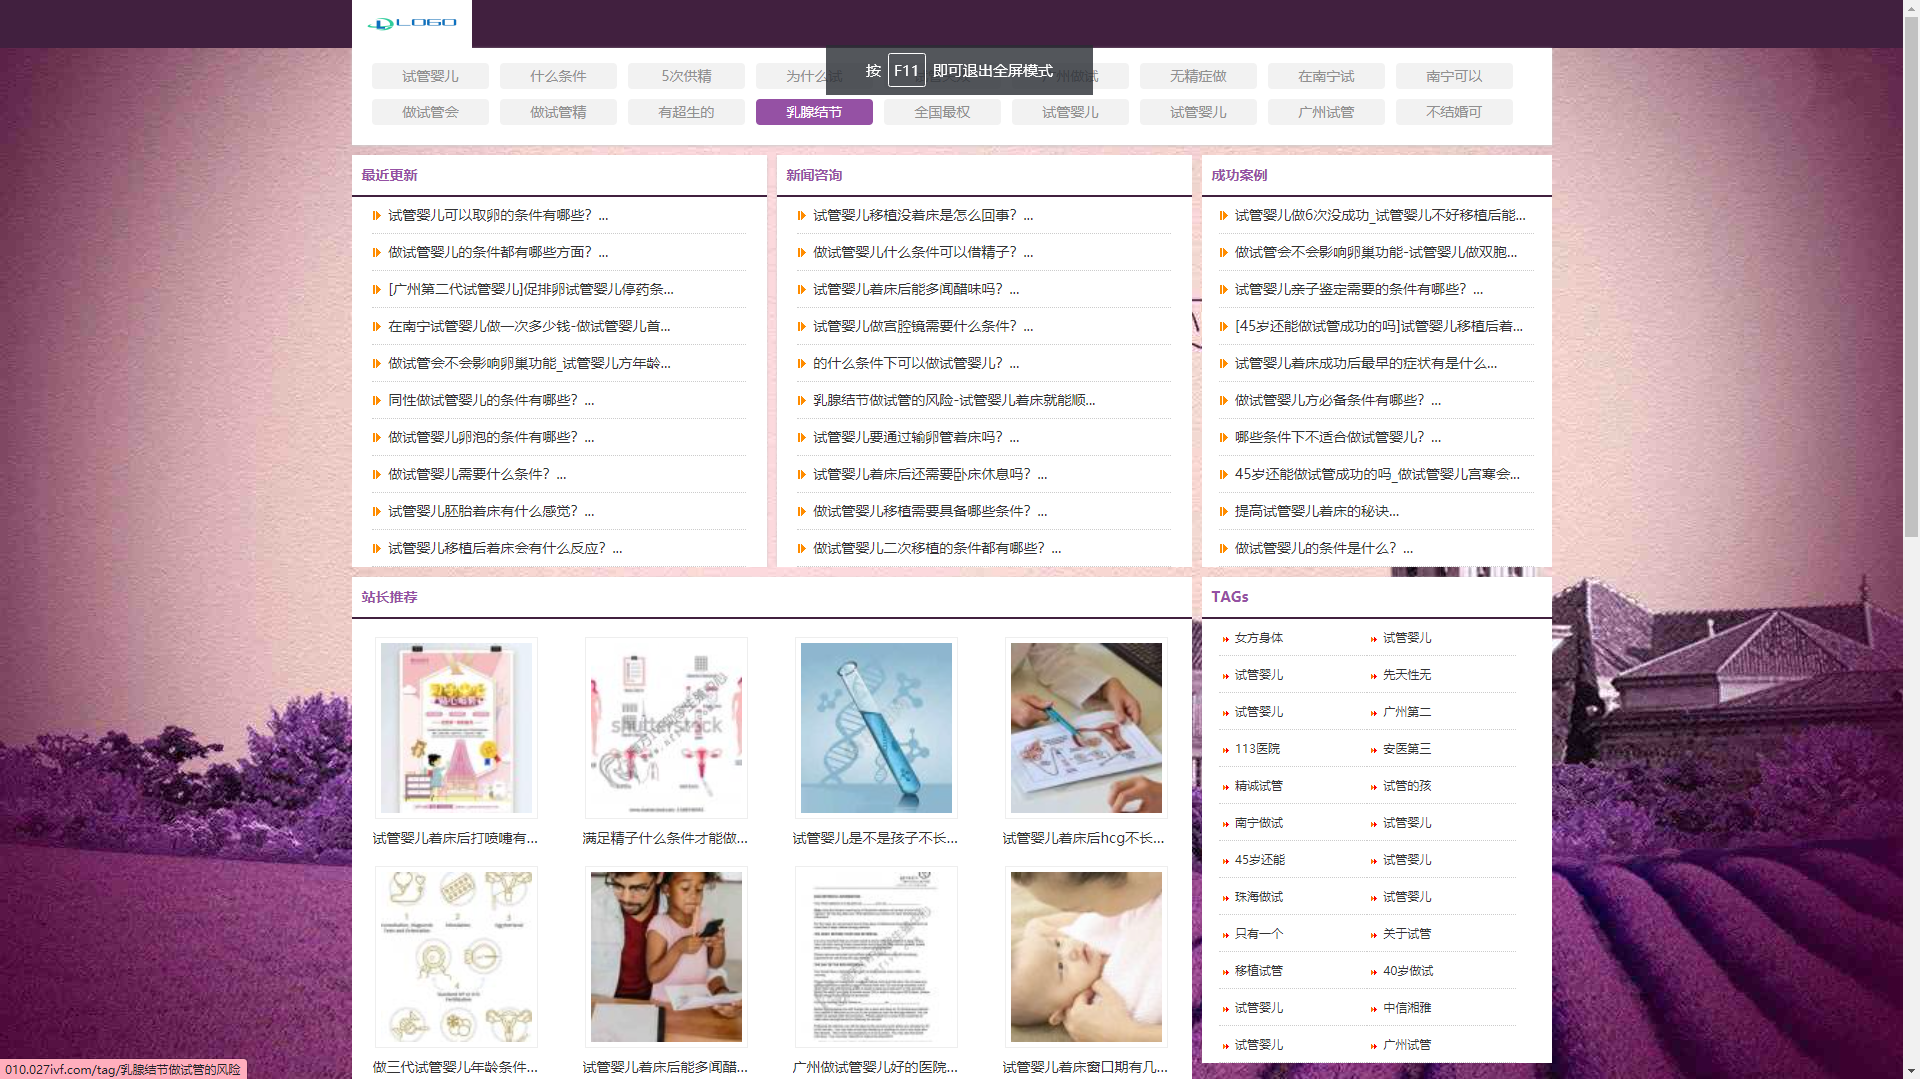 LOGO
按 F11 即可退出全屏模式
试管婴儿 什么条件 5次供精 为什么试 州做试 无精症做 在南宁试 南宁可以
做试管会 做试管精 有超生的 乳腺结节 全国最权 试管婴儿 试管婴儿 广州试管 不结婚可
最近更新
试管婴儿可以取卵的条件有哪些？...
做试管婴儿的条件都有哪些方面？...
[广州第二代试管婴儿]促排卵试管婴儿停药条...
在南宁试管婴儿做一次多少钱-做试管婴儿首...
做试管会不会影响卵巢功能_试管婴儿方年龄...
同性做试管婴儿的条件有哪些？...
做试管婴儿卵泡的条件有哪些？...
做试管婴儿需要什么条件？...
试管婴儿胚胎着床有什么感觉？...
试管婴儿移植后着床会有什么反应？...
新闻咨询
试管婴儿移植没着床是怎么回事？...
做试管婴儿什么条件可以借精子？...
试管婴儿着床后能多闻醋味吗？...
试管婴儿做宫腔镜需要什么条件？...
的什么条件下可以做试管婴儿？...
乳腺结节做试管的风险-试管婴儿着床就能顺...
试管婴儿要通过输卵管着床吗？...
试管婴儿着床后还需要卧床休息吗？...
做试管婴儿移植需要具备哪些条件？...
做试管婴儿二次移植的条件都有哪些？...
成功案例
试管婴儿做6次没成功_试管婴儿不好移植后能...
做试管会不会影响卵巢功能-试管婴儿做双胞...
试管婴儿亲子鉴定需要的条件有哪些？...
[45岁还能做试管成功的吗]试管婴儿移植后着...
试管婴儿着床成功后最早的症状有是什么...
做试管婴儿方必备条件有哪些？...
哪些条件下不适合做试管婴儿？...
45岁还能做试管成功的吗_做试管婴儿宫寒会...
提高试管婴儿着床的秘诀...
做试管婴儿的条件是什么？...
站长推荐
shutterstock
试管婴儿着床后打喷嚏有...
满足精子什么条件才能做...
试管婴儿是不是孩子不长...
试管婴儿着床后hcg不长...
做三代试管婴儿年龄条件...
试管婴儿着床后能多闻醋...
广州做试管婴儿好的医院...
试管婴儿着床窗口期有几...
TAGs
女方身体 试管婴儿
试管婴儿 先天性无
试管婴儿 广州第二
113医院 安医第三
精诚试管 试管的孩
南宁做试 试管婴儿
45岁还能 试管婴儿
珠海做试 试管婴儿
只有一个 关于试管
移植试管 40岁做试
试管婴儿 中信湘雅
试管婴儿 广州试管
010.027ivf.com/tag/乳腺结节做试管的风险